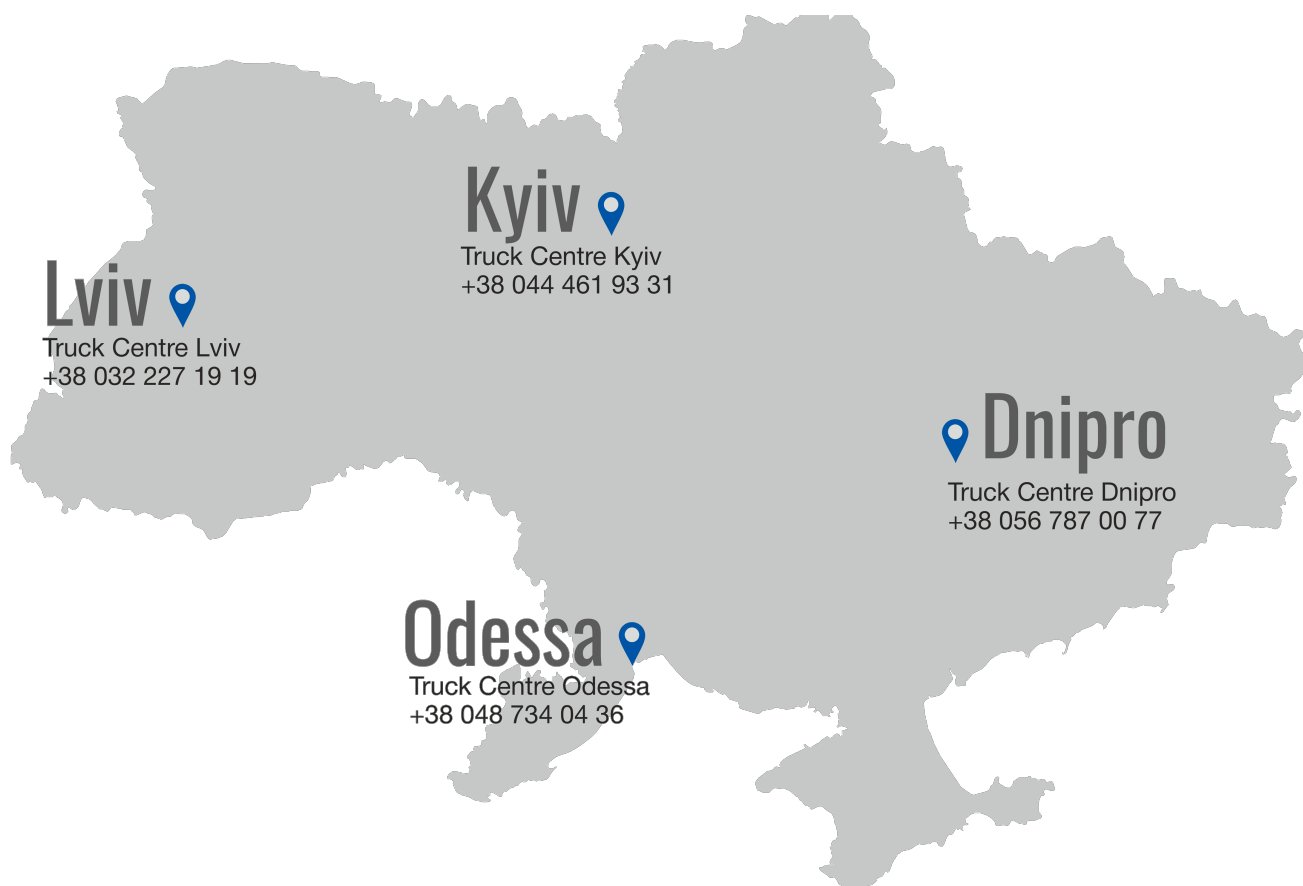 Kyiv
Truck Centre Kyiv
+38 044 461 93 31
Lviv
Truck Centre Lviv
+38 032 227 19 19
Dnipro
Truck Centre Dnipro
+38 056 787 00 77
Odessa
Truck Centre Odessa
+38 048 734 04 36